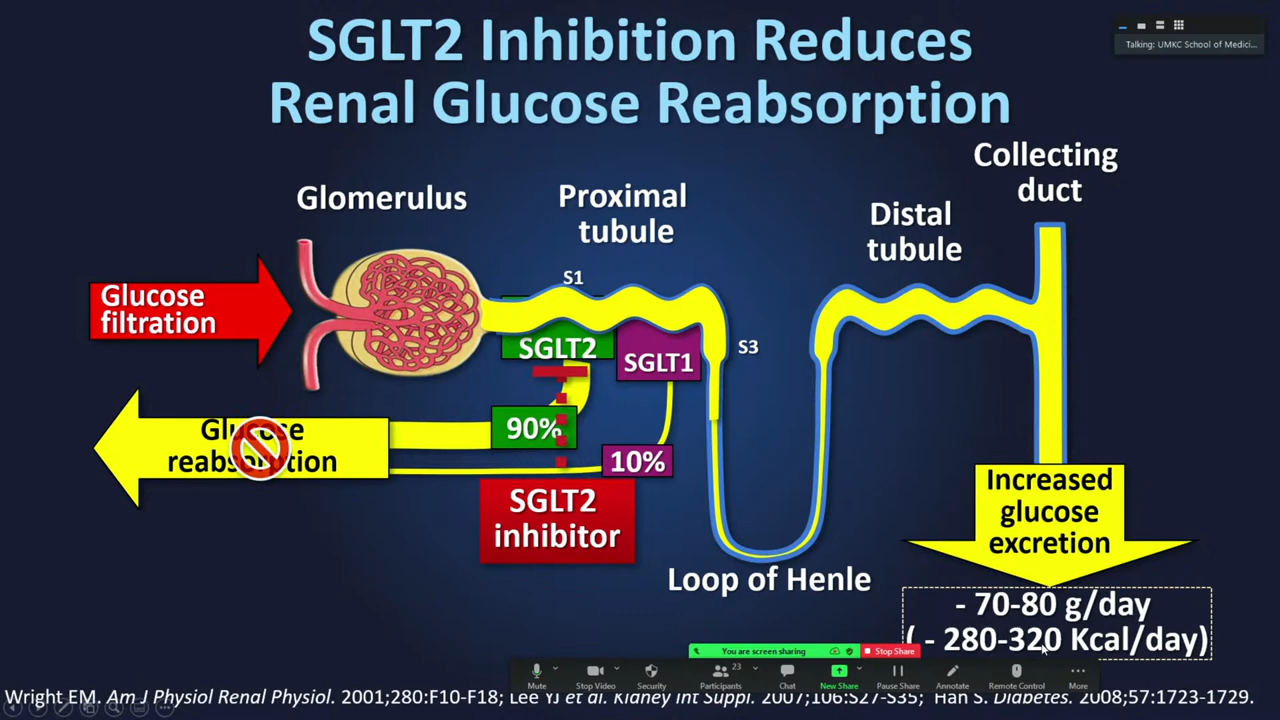 SGLT2 Inhibition Reduces
Renal Glucose Reabsorption
Talking: UMKC School of Medici...
Collecting
duct
Glomerulus
Proximal
tubule
Distal
tubule
S1
Glucose
filtration
SGLT2
SGLT1
S3
Glucose
reabsorption
90%
10%
SGLT2
inhibitor
Increased
glucose
excretion
Loop of Henle
- 70-80 g/day
( - 280-320 Kcal/day)
You are screen sharing
Stop Share
Mute
Stop Video
Security
23
Participants
Chat
New Share
Pause Share
Annotate
Remote Control
More
Wright EM. Am J Physiol Renal Physiol. 2001;280:F10-F18; Lee YJ et al. Kidney Int Suppl. 2007;106:S27-S35; Han S. Diabetes. 2008;57:1723-1729.